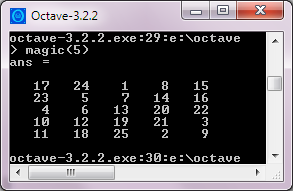 Octave-3.2.2
octave-3.2.2.exe:29:e:\octave
> magic(5)
ans =
17 24 1 8 15
23 5 7 14 16
4 6 13 20 22
10 12 19 21 3
11 18 25 2 9
octave-3.2.2.exe:30:e:\octave